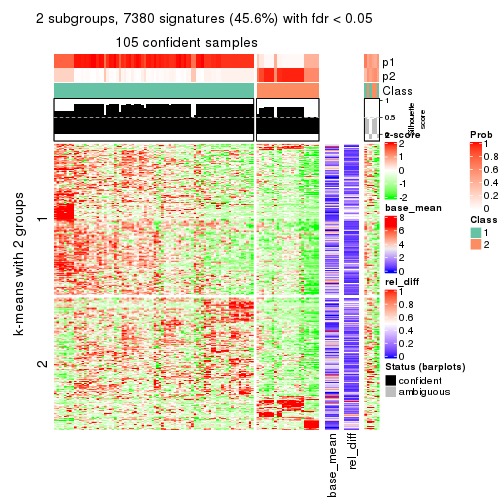 2 subgroups, 7380 signatures (45.6%) with fdr < 0.05
105 confident samples
p1
p2
Class
1
0.5
0
Silhouette
score
k-means with 2 groups
1
2
base_mean
rel_diff
z-score
2
1
0
-1
-2
base_mean
8
6
4
2
0
rel_diff
1
0.8
0.6
0.4
0.2
0
Status (barplots)
confident
ambiguous
Prob
1
0.8
0.6
0.4
0.2
0
Class
1
2